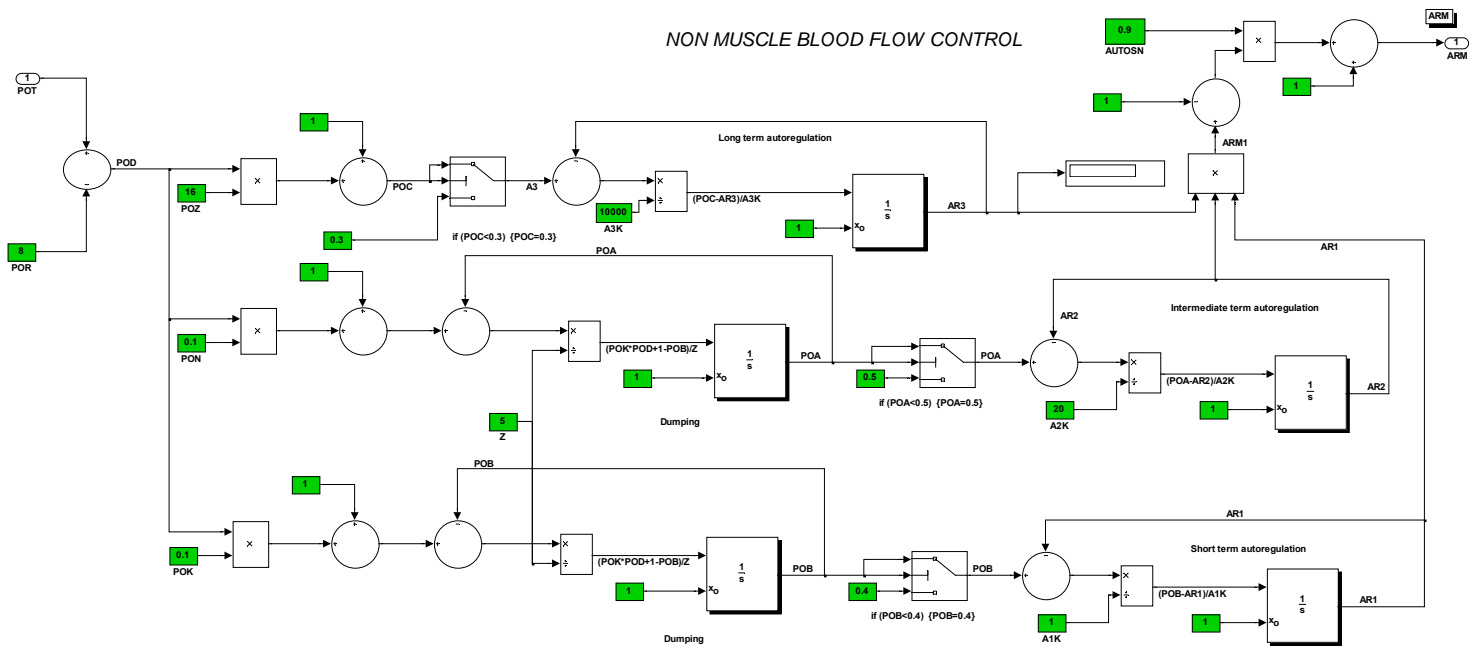 NON MUSCLE BLOOD FLOW CONTROL
ARM
0.9
AUTOSN
×
1
ARM
1
POT
1
1
1
Long term autoregulation
ARM1
POD
16
POZ
×
POC
A3
×
÷
10000
A3K
(POC-AR3)/A3K
1
1
s
xo
AR3
×
8
POR
0.3
if (POC<0.3) {POC=0.3}
AR1
1
POA
Intermediate term autoregulation
AR2
0.1
PON
×
×
÷
(POK*POD+1-POB)/Z
1
1
s
xo
POA
0.5
if (POA<0.5) {POA=0.5}
POA
×
÷
20
A2K
(POA-AR2)/A2K
1
1
s
xo
AR2
5
Z
Dumping
POB
1
AR1
Short term autoregulation
0.1
POK
×
×
÷
(POK*POD+1-POB)/Z
1
1
s
xo
POB
0.4
if (POB<0.4) {POB=0.4}
POB
×
÷
1
A1K
(POB-AR1)/A1K
1
1
s
xo
AR1
Dumping